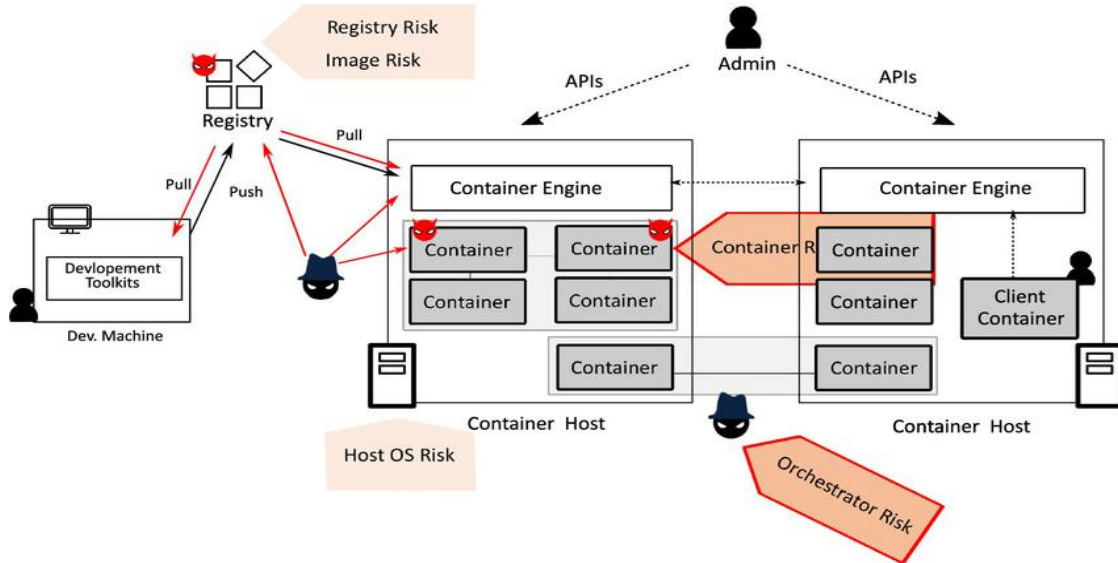 Registry Risk
Image Risk
Admin
APIs
APIs
Registry
Pull
Pull
Push
Container Engine
Container Engine
Container
Container
Container R
Container
Container
Container
Container
Client
Container
Devlopement
Toolkits
Dev. Machine
Container
Container
Container Host
Container Host
Host OS Risk
Orchestrator Risk